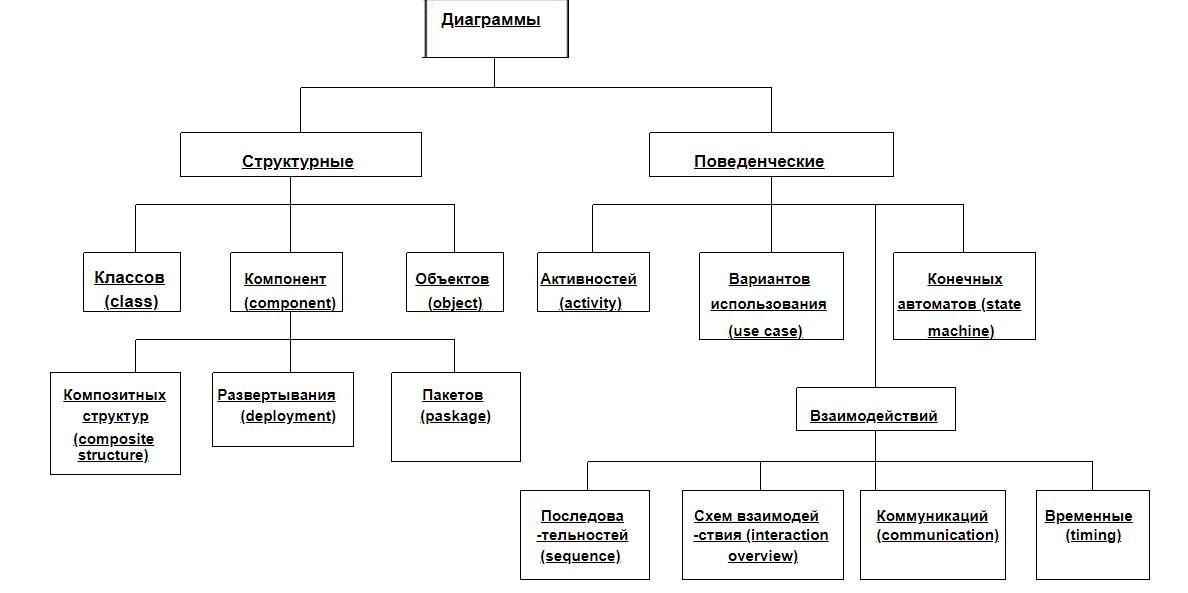 Диаграммы
Структурные
Поведенческие
Классов
(class)
Компонент
(component)
Объектов
(object)
Активностей
(activity)
Вариантов
использования
(use case)
Конечных
автоматов (state
machine)
Композитных
структур
(composite
structure)
Развертывания
(deployment)
Пакетов
(paskage)
Взаимодействий
Последова
-тельностей
(sequence)
Схем взаимодей
-ствия (interaction
overview)
Коммуникаций
(communication)
Временные
(timing)